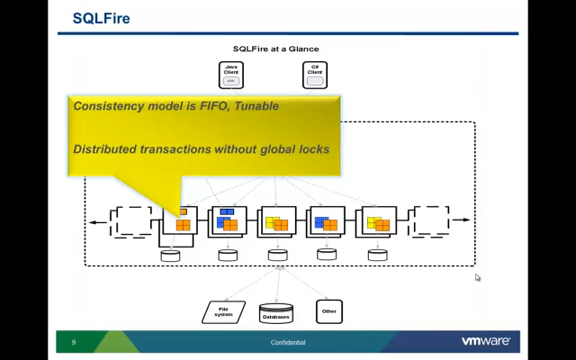 SQLFire
SQLFire at a Glance
Java
Client
C#
Client
Consistency model is FIFO, Tunable
Distributed transactions without global locks
File
system
Databases
Other
9
Confidential
vmware